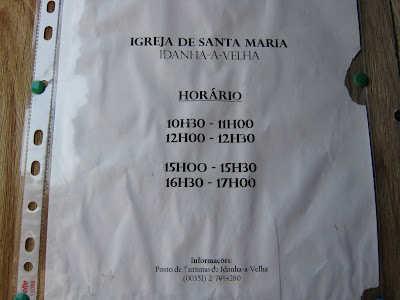 IGREJA DE SANTA MARIA
IDANHA-A-VELHA
HORÁRIO
10H30 - 11H00
12H00 - 12H30
15H00 - 15H30
16H30 - 17H00
Informações:
Posto de Turismo de Idanha-a-Velha
(00351)